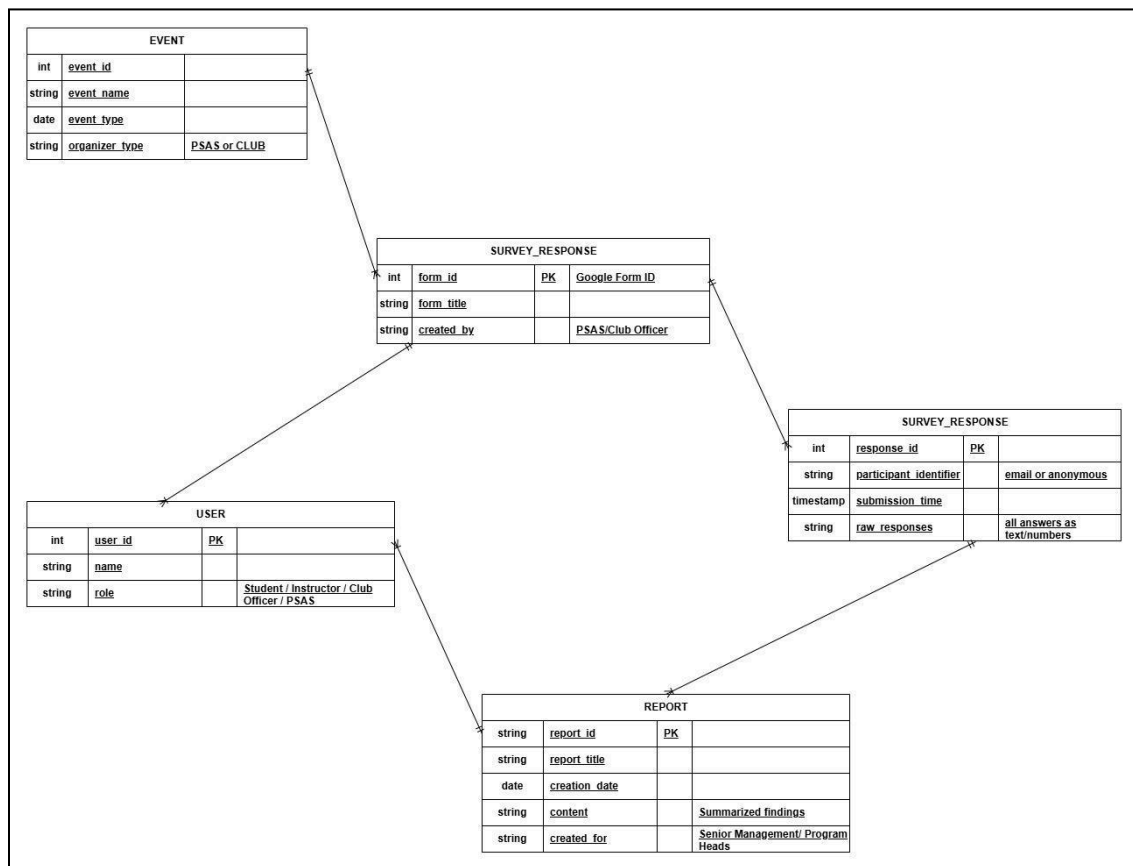 EVENT
int event_id
string event_name
date event_type
string organizer_type PSAS or CLUB
SURVEY_RESPONSE
int form_id PK Google Form ID
string form_title
string created_by PSAS/Club Officer
SURVEY_RESPONSE
int response_id PK
string participant_identifier email or anonymous
timestamp submission_time
string raw_responses all answers as
text/numbers
USER
int user_id PK
string name
string role Student / Instructor / Club
Officer / PSAS
REPORT
string report_id PK
string report_title
date creation_date
string content Summarized findings
string created_for Senior Management/ Program
Heads